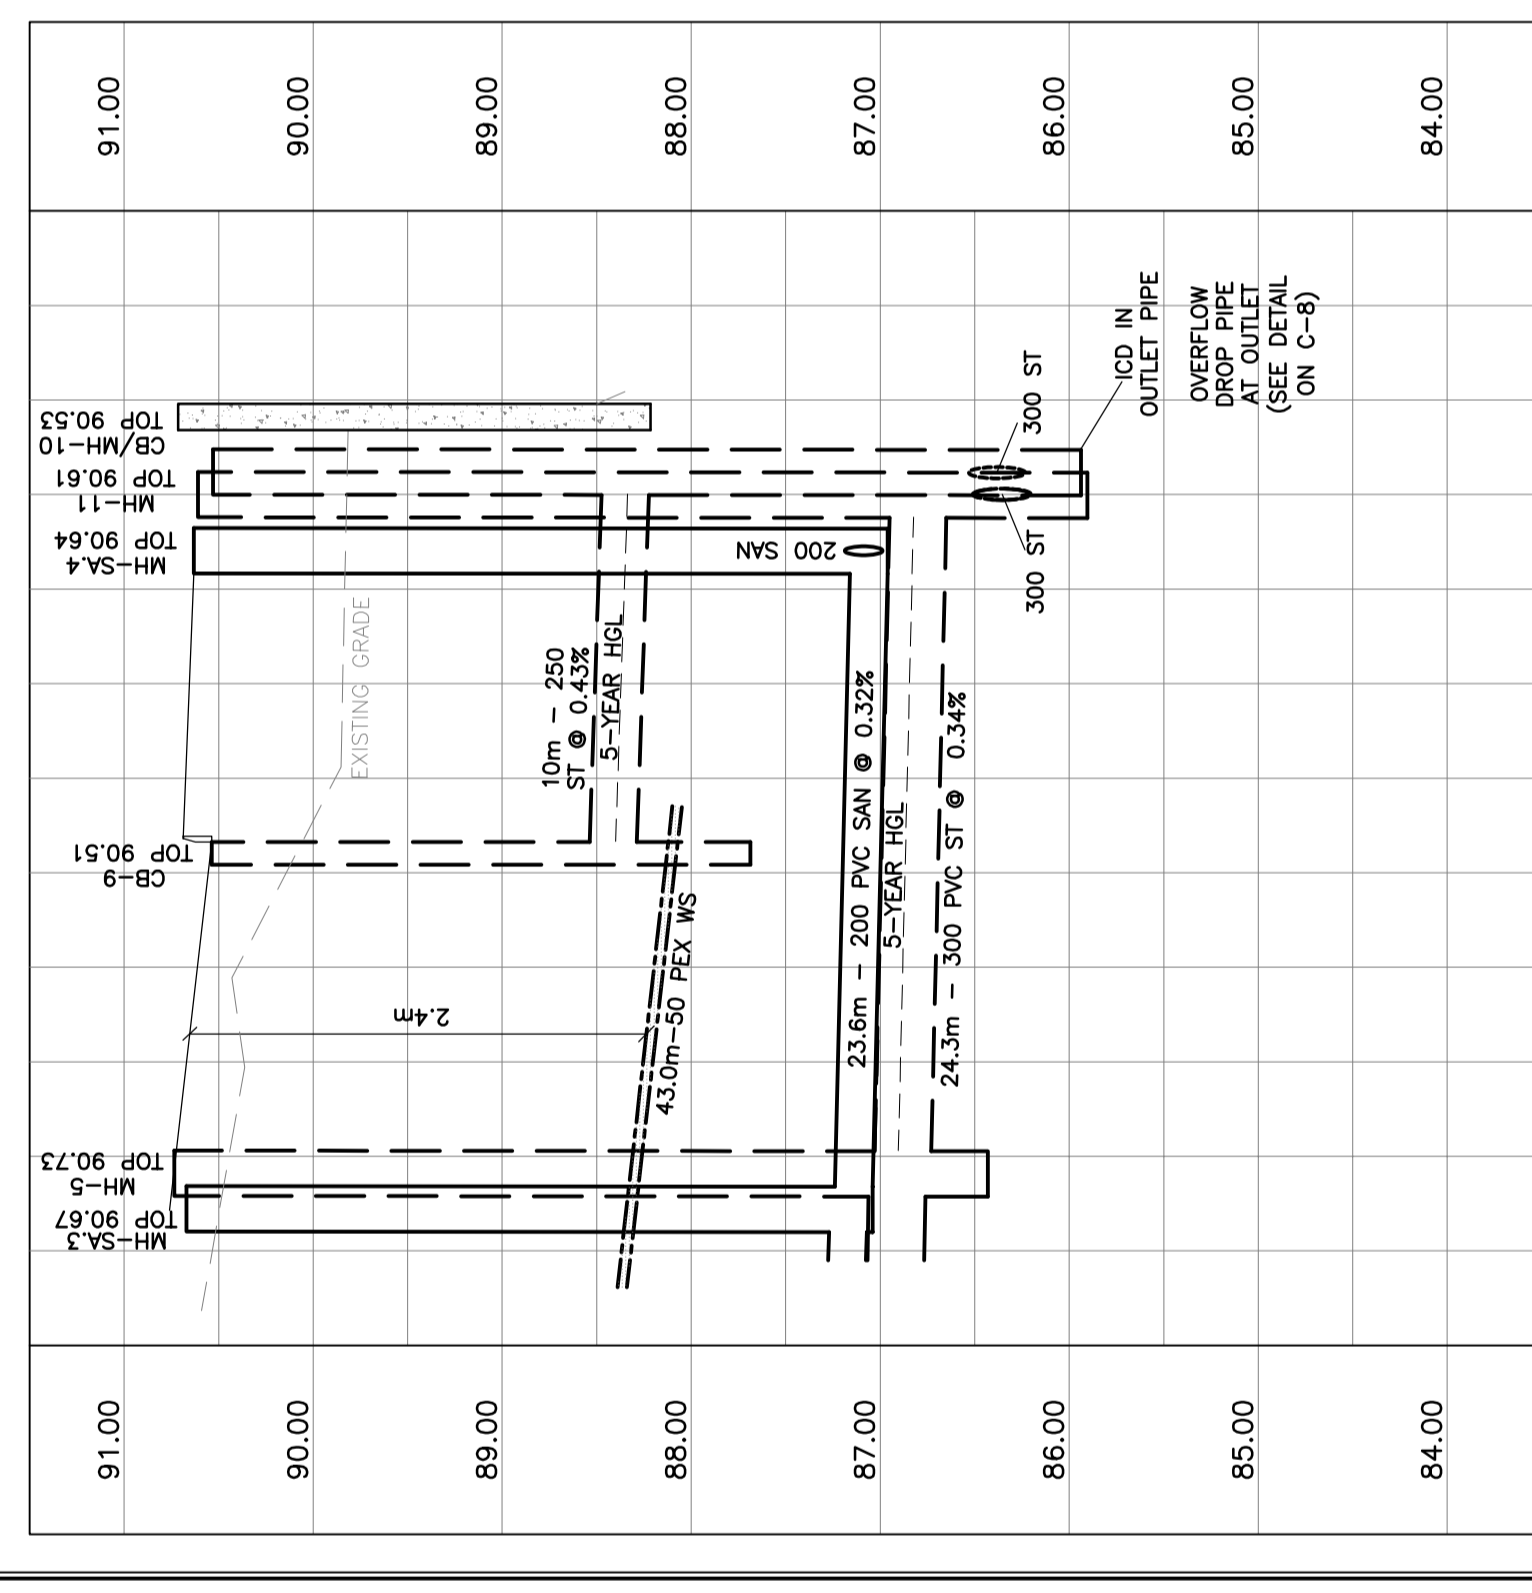 91.00
90.00
89.00
88.00
87.00
86.00
85.00
84.00
MH-SA.3
TOP 90.67
MH-5
TOP 90.73
CB-9
TOP 90.51
MH-SA.4
TOP 90.64
MH-11
TOP 90.61
CB/MH-10
TOP 90.53
EXISTING GRADE
2.4m
10m - 250
ST @ 0.43%
5-YEAR HGL
43.0m-50 PEX WS
200 SAN
23.6m - 200 PVC SAN @ 0.32%
5-YEAR HGL
24.3m - 300 PVC ST @ 0.34%
300 ST
300 ST
ICD IN
OUTLET PIPE
OVERFLOW
DROP PIPE
AT OUTLET
(SEE DETAIL
ON C-8)
91.00
90.00
89.00
88.00
87.00
86.00
85.00
84.00